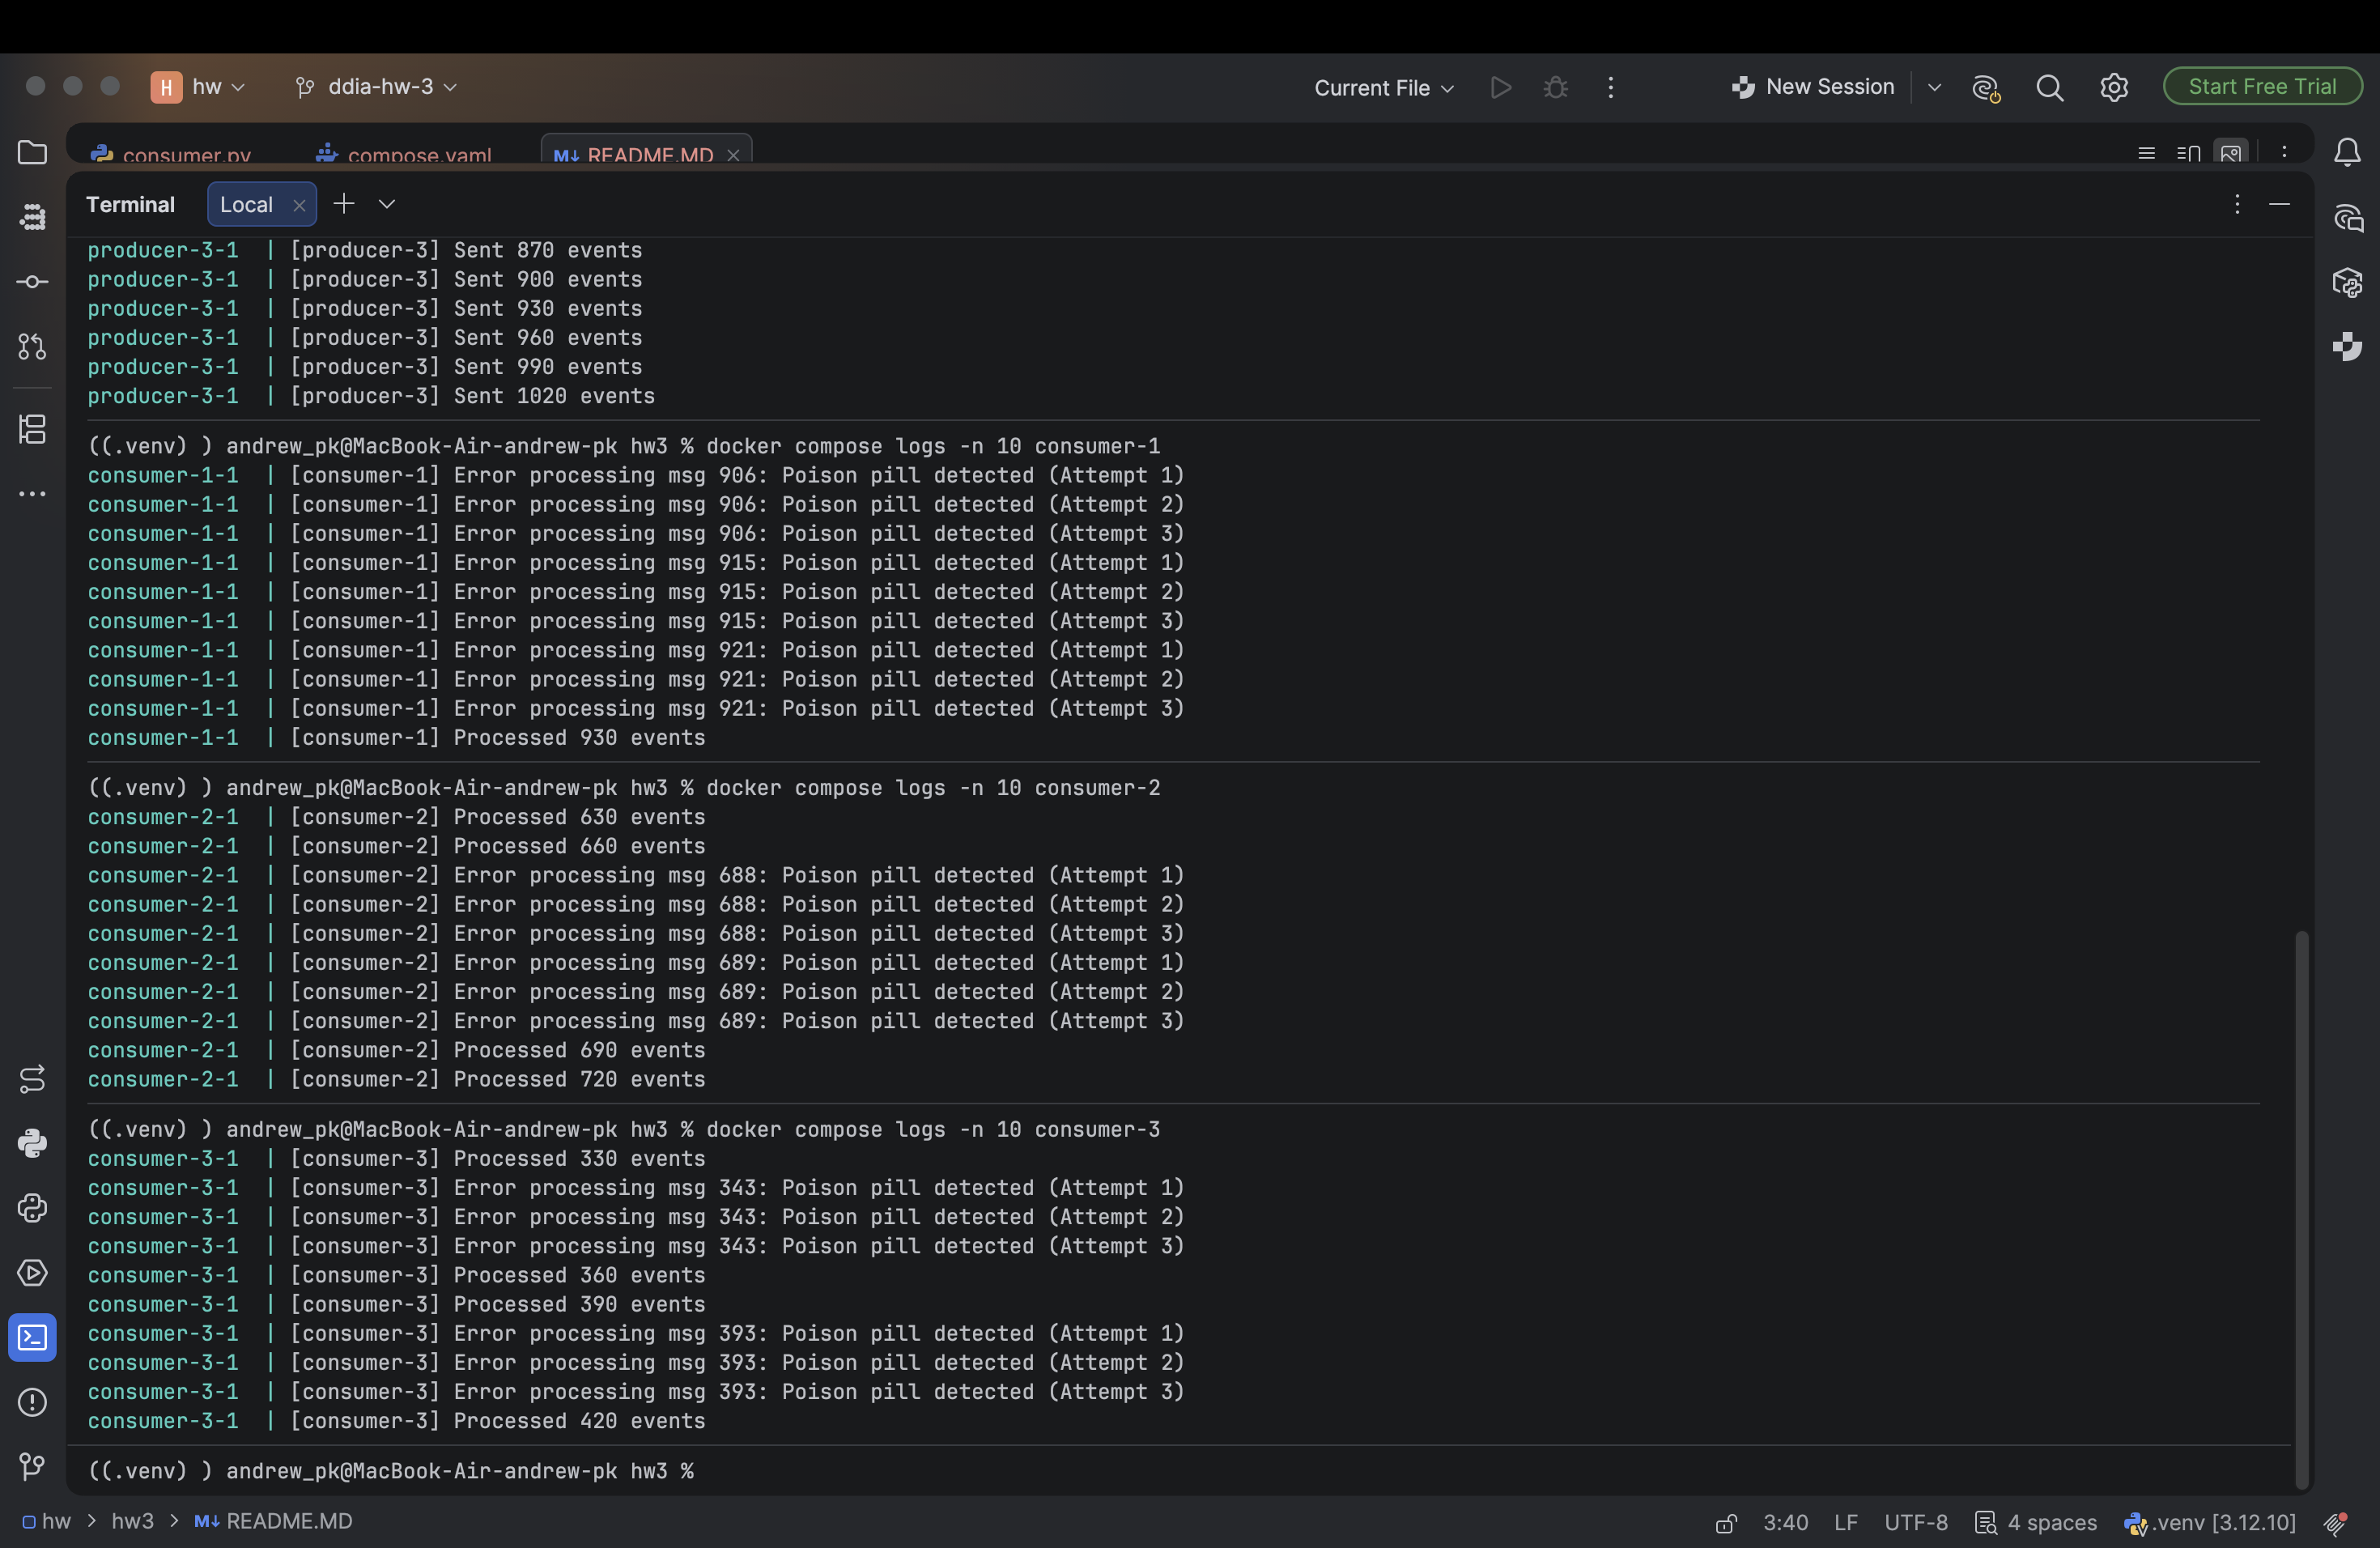 H hw ddia-hw-3 Current File New Session Start Free Trial
consumer.py compose.yaml M↓ README.MD
Terminal Local
producer-3-1 | [producer-3] Sent 870 events
producer-3-1 | [producer-3] Sent 900 events
producer-3-1 | [producer-3] Sent 930 events
producer-3-1 | [producer-3] Sent 960 events
producer-3-1 | [producer-3] Sent 990 events
producer-3-1 | [producer-3] Sent 1020 events
((.venv) ) andrew_pk@MacBook-Air-andrew-pk hw3 % docker compose logs -n 10 consumer-1
consumer-1-1 | [consumer-1] Error processing msg 906: Poison pill detected (Attempt 1)
consumer-1-1 | [consumer-1] Error processing msg 906: Poison pill detected (Attempt 2)
consumer-1-1 | [consumer-1] Error processing msg 906: Poison pill detected (Attempt 3)
consumer-1-1 | [consumer-1] Error processing msg 915: Poison pill detected (Attempt 1)
consumer-1-1 | [consumer-1] Error processing msg 915: Poison pill detected (Attempt 2)
consumer-1-1 | [consumer-1] Error processing msg 915: Poison pill detected (Attempt 3)
consumer-1-1 | [consumer-1] Error processing msg 921: Poison pill detected (Attempt 1)
consumer-1-1 | [consumer-1] Error processing msg 921: Poison pill detected (Attempt 2)
consumer-1-1 | [consumer-1] Error processing msg 921: Poison pill detected (Attempt 3)
consumer-1-1 | [consumer-1] Processed 930 events
((.venv) ) andrew_pk@MacBook-Air-andrew-pk hw3 % docker compose logs -n 10 consumer-2
consumer-2-1 | [consumer-2] Processed 630 events
consumer-2-1 | [consumer-2] Processed 660 events
consumer-2-1 | [consumer-2] Error processing msg 688: Poison pill detected (Attempt 1)
consumer-2-1 | [consumer-2] Error processing msg 688: Poison pill detected (Attempt 2)
consumer-2-1 | [consumer-2] Error processing msg 688: Poison pill detected (Attempt 3)
consumer-2-1 | [consumer-2] Error processing msg 689: Poison pill detected (Attempt 1)
consumer-2-1 | [consumer-2] Error processing msg 689: Poison pill detected (Attempt 2)
consumer-2-1 | [consumer-2] Error processing msg 689: Poison pill detected (Attempt 3)
consumer-2-1 | [consumer-2] Processed 690 events
consumer-2-1 | [consumer-2] Processed 720 events
((.venv) ) andrew_pk@MacBook-Air-andrew-pk hw3 % docker compose logs -n 10 consumer-3
consumer-3-1 | [consumer-3] Processed 330 events
consumer-3-1 | [consumer-3] Error processing msg 343: Poison pill detected (Attempt 1)
consumer-3-1 | [consumer-3] Error processing msg 343: Poison pill detected (Attempt 2)
consumer-3-1 | [consumer-3] Error processing msg 343: Poison pill detected (Attempt 3)
consumer-3-1 | [consumer-3] Processed 360 events
consumer-3-1 | [consumer-3] Processed 390 events
consumer-3-1 | [consumer-3] Error processing msg 393: Poison pill detected (Attempt 1)
consumer-3-1 | [consumer-3] Error processing msg 393: Poison pill detected (Attempt 2)
consumer-3-1 | [consumer-3] Error processing msg 393: Poison pill detected (Attempt 3)
consumer-3-1 | [consumer-3] Processed 420 events
((.venv) ) andrew_pk@MacBook-Air-andrew-pk hw3 %
hw > hw3 > M↓ README.MD 3:40 LF UTF-8 4 spaces .venv [3.12.10]